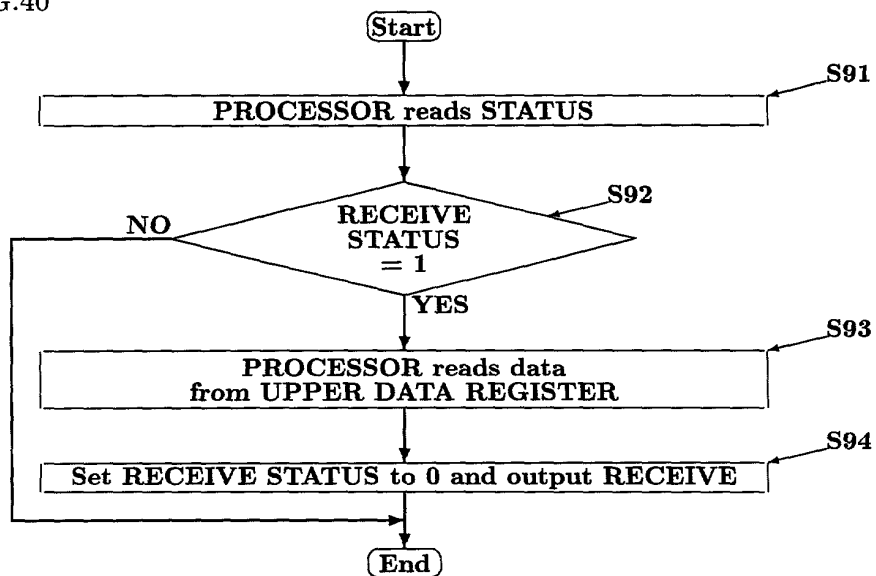 G.40
Start
S91
PROCESSOR reads STATUS
S92
NO
RECEIVE
STATUS
= 1
YES
S93
PROCESSOR reads data
from UPPER DATA REGISTER
S94
Set RECEIVE STATUS to 0 and output RECEIVE
End